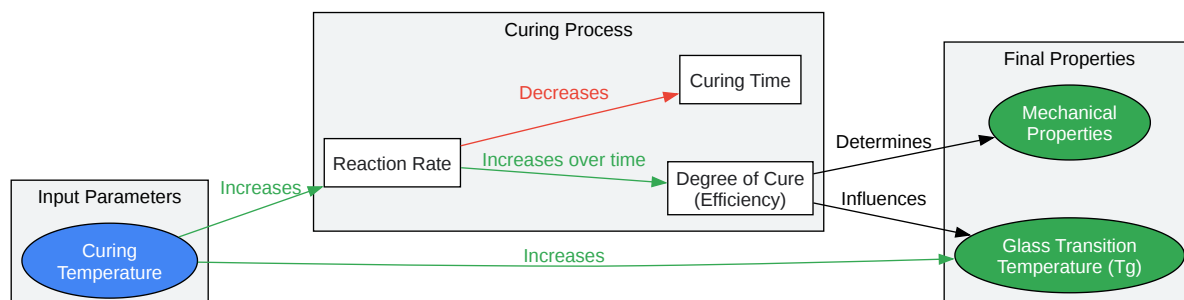 Curing Process
Final Properties
Curing Time
Decreases
Mechanical
Properties
Determines
Reaction Rate
Increases over time
Degree of Cure
(Efficiency)
Increases
Input Parameters
Influences
Curing
Temperature
Increases
Glass Transition
Temperature (Tg)